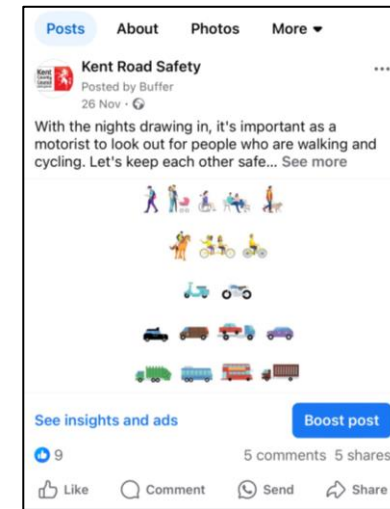 Posts About Photos More
Kent Road Safety
Posted by Buffer
26 Nov ·
With the nights drawing in, it's important as a
motorist to look out for people who are walking and
cycling. Let's keep each other safe... See more
See insights and ads Boost post
9 5 comments 5 shares
Like Comment Send Share